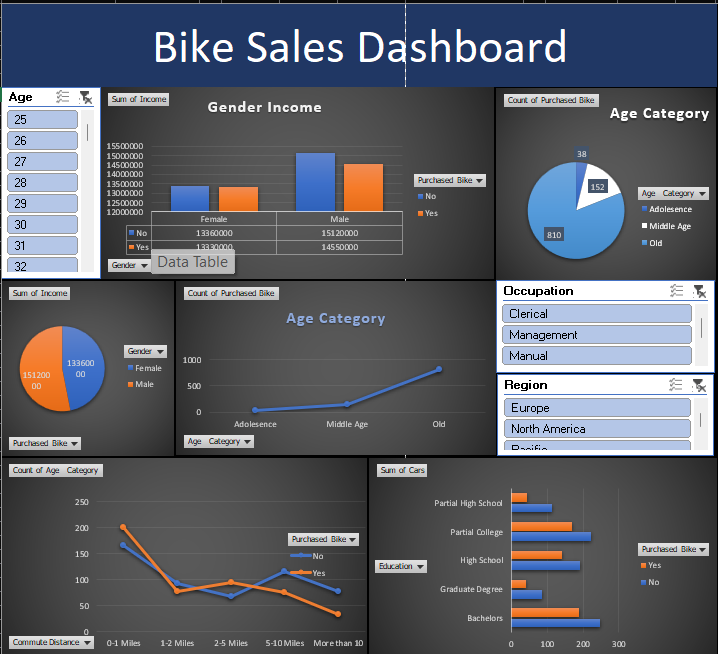 Bike Sales Dashboard
Age
25
26
27
28
29
30
31
32
Sum of Income
Gender Income
15500000
15000000
14500000
14000000
13500000
13000000
12500000
12000000
Female
Male
No
13360000
15120000
Yes
13330000
14550000
Gender
Data Table
Purchased Bike
No
Yes
Count of Purchased Bike
Age Category
38
152
810
Age Category
Adolesence
Middle Age
Old
Sum of Income
133600
00
151200
00
Gender
Female
Male
Purchased Bike
Count of Purchased Bike
Age Category
1000
500
0
Adolesence
Middle Age
Old
Age Category
Occupation
Clerical
Management
Manual
Region
Europe
North America
Pacific
Count of Age Category
250
200
150
100
50
0
0-1 Miles
1-2 Miles
2-5 Miles
5-10 Miles
More than 10
Purchased Bike
No
Yes
Commute Distance
Sum of Cars
Partial High School
Partial College
High School
Graduate Degree
Bachelors
0
100
200
300
Education
Purchased Bike
Yes
No